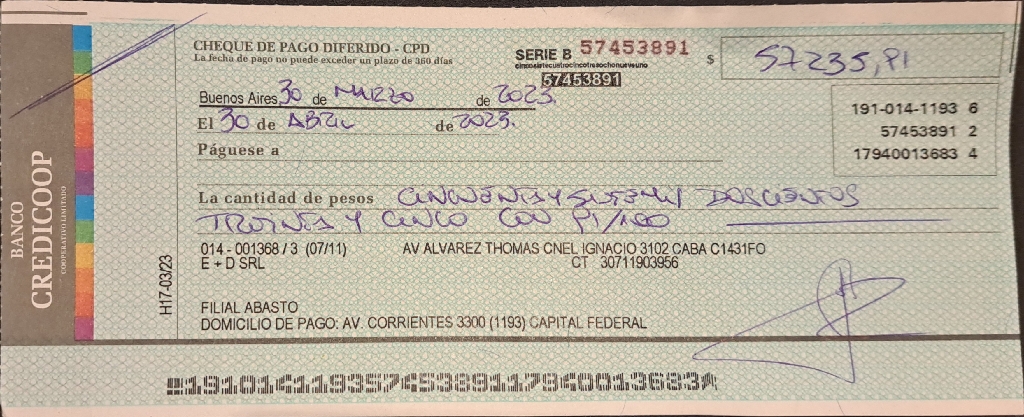 BANCO
CREDICOOP
COOPERATIVO LIMITADO
CHEQUE DE PAGO DIFERIDO - CPD
La fecha de pago no puede exceder un plazo de 360 días
SERIE B 57453891
cincosietecuatrocincotresochonueveuno
57453891
$ 57235,91
Buenos Aires, 30 de MARZO de 2023.
El 30 de ABRIL de 2023.
Páguese a
191-014-1193 6
57453891 2
17940013683 4
La cantidad de pesos CINCUENTA Y SIETE MIL DOSCIENTOS
TREINTA Y CINCO CON 91/100
014 - 001368 / 3 (07/11) AV ALVAREZ THOMAS CNEL IGNACIO 3102 CABA C1431FO
E + D SRL CT 30711903956
H17-03/23
FILIAL ABASTO
DOMICILIO DE PAGO: AV. CORRIENTES 3300 (1193) CAPITAL FEDERAL
19101411935745389117940013683